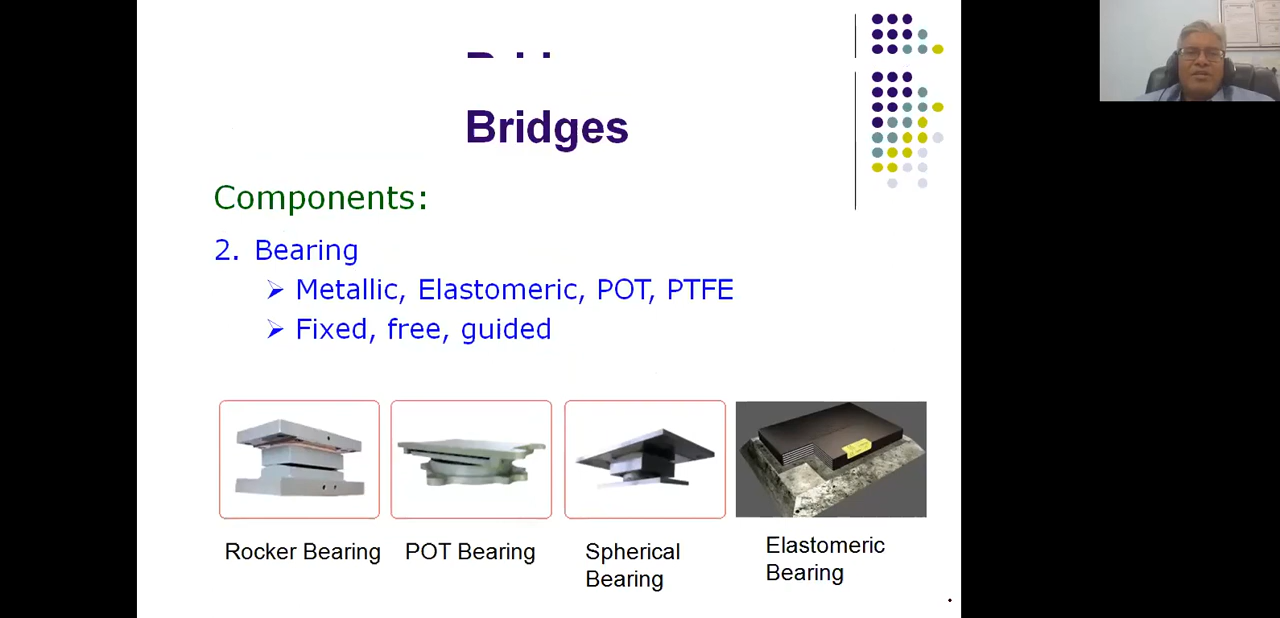 Bridges
Components:
2. Bearing
➢ Metallic, Elastomeric, POT, PTFE
➢ Fixed, free, guided
Rocker Bearing
POT Bearing
Spherical
Bearing
Elastomeric
Bearing